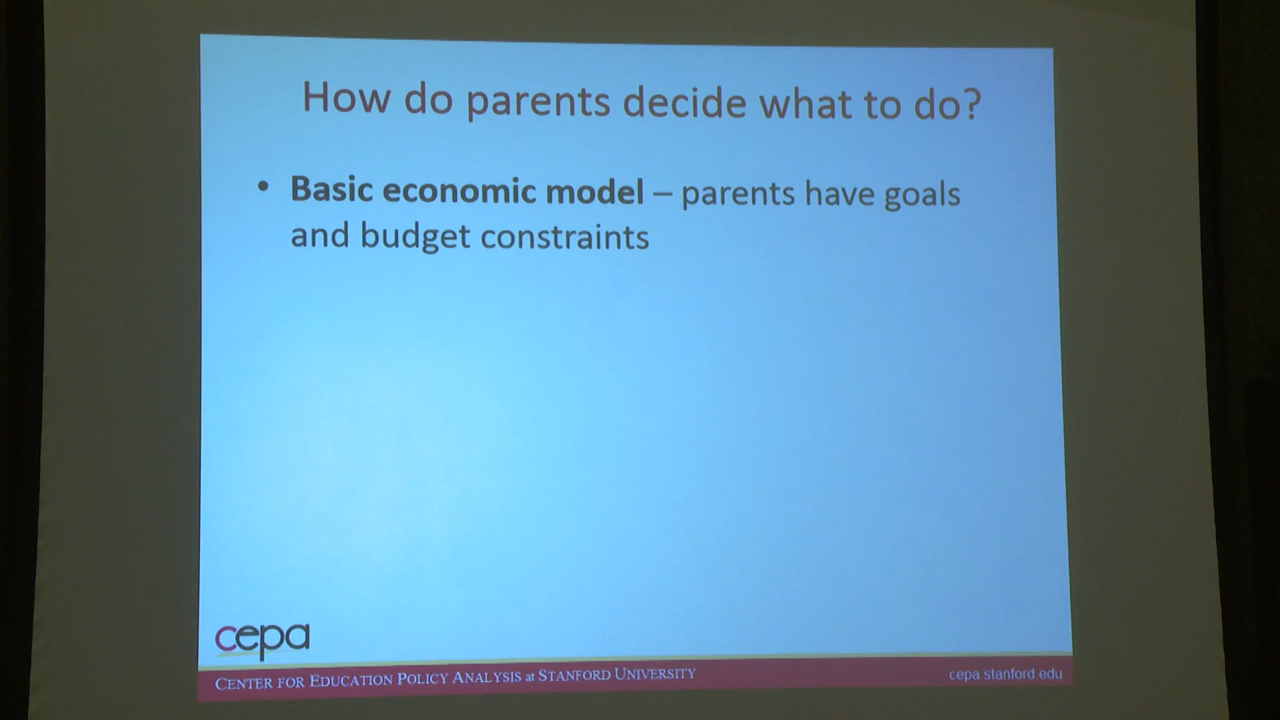 How do parents decide what to do?
• Basic economic model – parents have goals
and budget constraints
cepa
CENTER FOR EDUCATION POLICY ANALYSIS at STANFORD UNIVERSITY
cepa stanford edu